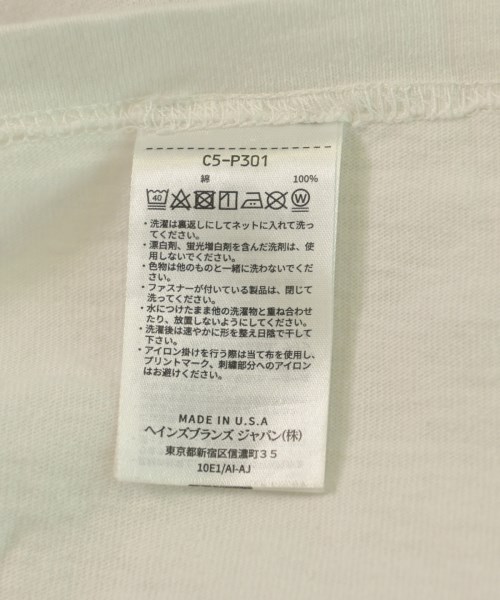 C5-P301
綿 100%
40 W
・洗濯は裏返しにしてネットに入れて洗っ
てください。
・漂白剤、蛍光増白剤を含んだ洗剤は、使
用しないでください。
・色物は他のものと一緒に洗わないでくだ
さい。
・ファスナーが付いている製品は、閉じて
洗ってください。
・水につけたまま他の洗濯物と重ね合わせ
たり、放置しないようにしてください。
・洗濯後は速やかに形を整え日陰で干して
下さい。
・アイロン掛けを行う際は当て布を使用し、
プリントマーク、刺繍部分へのアイロン
はお避けください。
MADE IN U.S.A
ヘインズブランズ ジャパン(株)
東京都新宿区信濃町35
10E1/AI-AJ